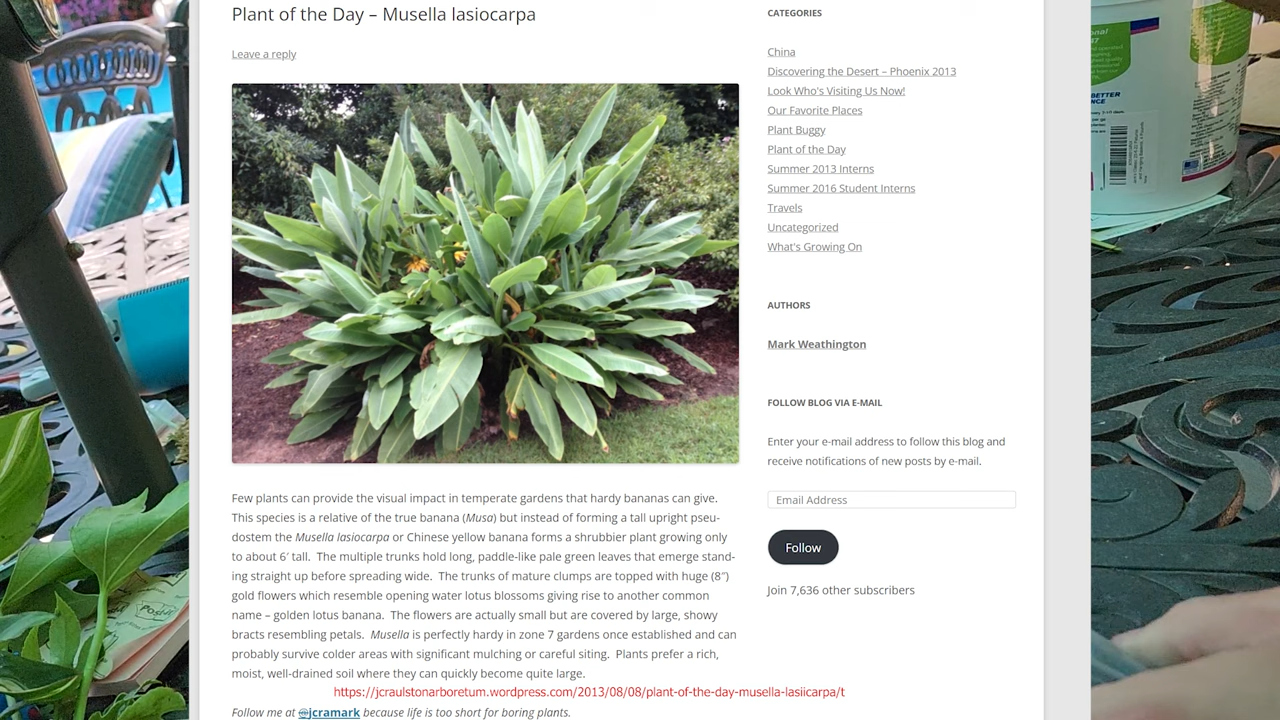 Plant of the Day – Musella lasiocarpa
Leave a reply
Few plants can provide the visual impact in temperate gardens that hardy bananas can give.
This species is a relative of the true banana (Musa) but instead of forming a tall upright pseu-
dostem the Musella lasiocarpa or Chinese yellow banana forms a shrubbier plant growing only
to about 6′ tall.  The multiple trunks hold long, paddle-like pale green leaves that emerge stand-
ing straight up before spreading wide.  The trunks of mature clumps are topped with huge (8″)
gold flowers which resemble opening water lotus blossoms giving rise to another common
name – golden lotus banana.  The flowers are actually small but are covered by large, showy
bracts resembling petals.  Musella is perfectly hardy in zone 7 gardens once established and can
probably survive colder areas with significant mulching or careful siting.  Plants prefer a rich,
moist, well-drained soil where they can quickly become quite large.
https://jcraulstonarboretum.wordpress.com/2013/08/08/plant-of-the-day-musella-lasiicarpa/t
Follow me at @jcramark because life is too short for boring plants.
CATEGORIES
China
Discovering the Desert – Phoenix 2013
Look Who's Visiting Us Now!
Our Favorite Places
Plant Buggy
Plant of the Day
Summer 2013 Interns
Summer 2016 Student Interns
Travels
Uncategorized
What's Growing On
AUTHORS
Mark Weathington
FOLLOW BLOG VIA E-MAIL
Enter your e-mail address to follow this blog and
receive notifications of new posts by e-mail.
Email Address
Follow
Join 7,636 other subscribers
BETTER